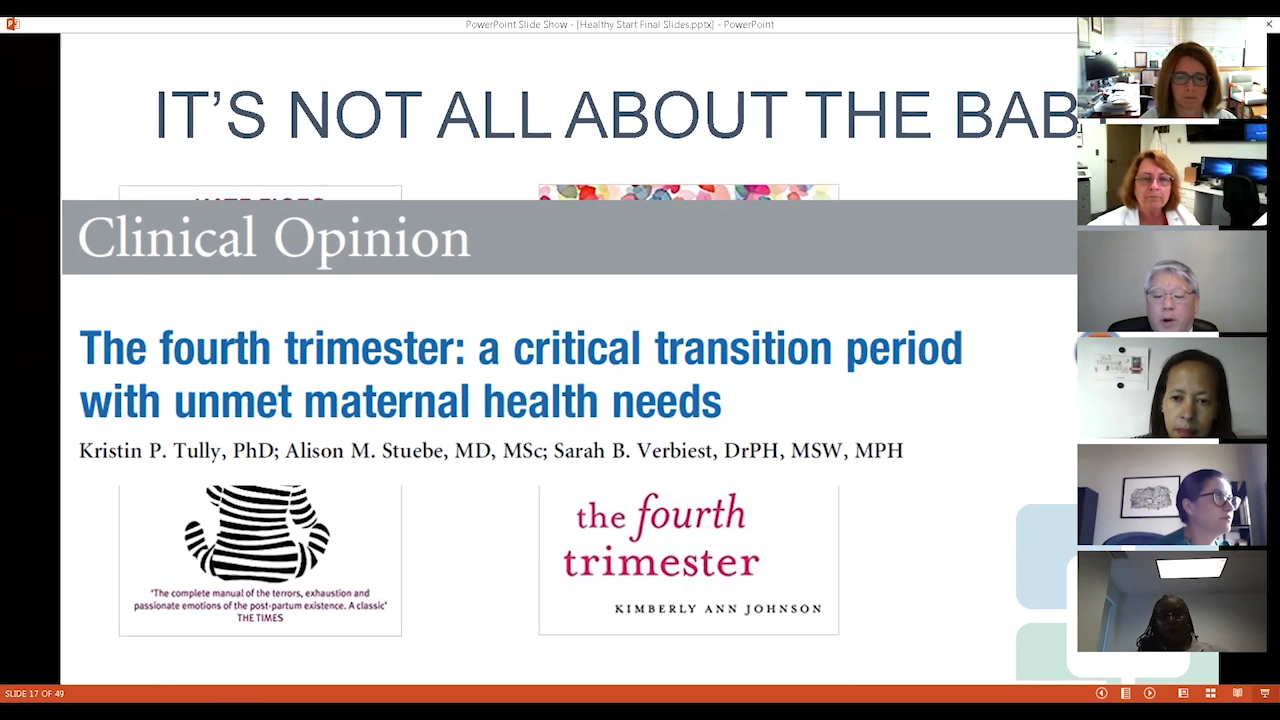 PowerPoint Slide Show - [Healthy Start Final Slides.pptx] - PowerPoint
IT'S NOT ALL ABOUT THE BAB
Clinical Opinion
The fourth trimester: a critical transition period
with unmet maternal health needs
Kristin P. Tully, PhD; Alison M. Stuebe, MD, MSc; Sarah B. Verbiest, DrPH, MSW, MPH
'The complete manual of the terrors, exhaustion and
passionate emotions of the post-partum existence. A classic'
THE TIMES
the fourth
trimester
KIMBERLY ANN JOHNSON
SLIDE 17 OF 49